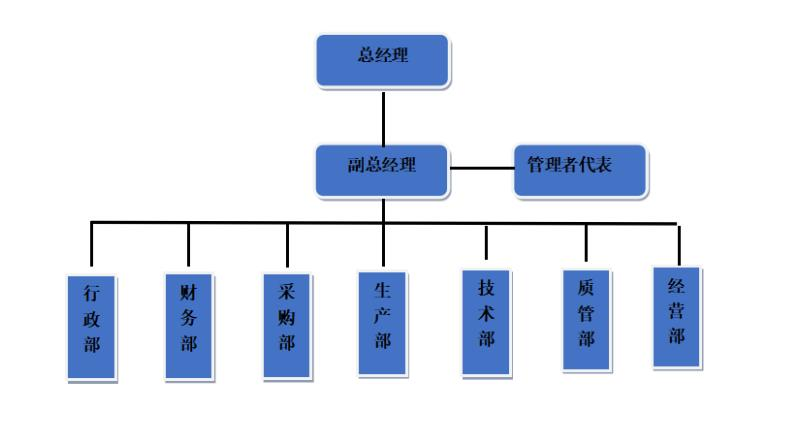 总经理
副总经理
管理者代表
行政部
财务部
采购部
生产部
技术部
质管部
经营部